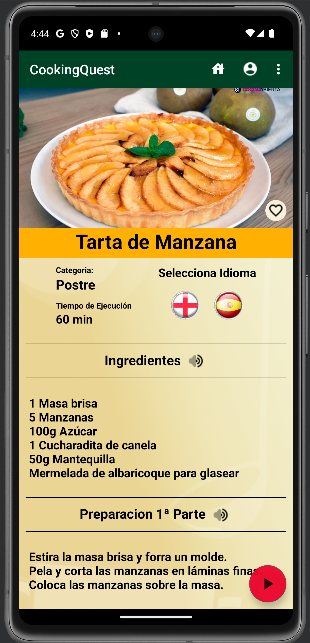 4:44
CookingQuest
Tarta de Manzana
Categoria:
Postre
Tiempo de Ejecución
60 min
Selecciona Idioma
Ingredientes
1 Masa brisa
5 Manzanas
100g Azúcar
1 Cucharadita de canela
50g Mantequilla
Mermelada de albaricoque para glasear
Preparacion 1ª Parte
Estira la masa brisa y forra un molde.
Pela y corta las manzanas en láminas finas.
Coloca las manzanas sobre la masa.